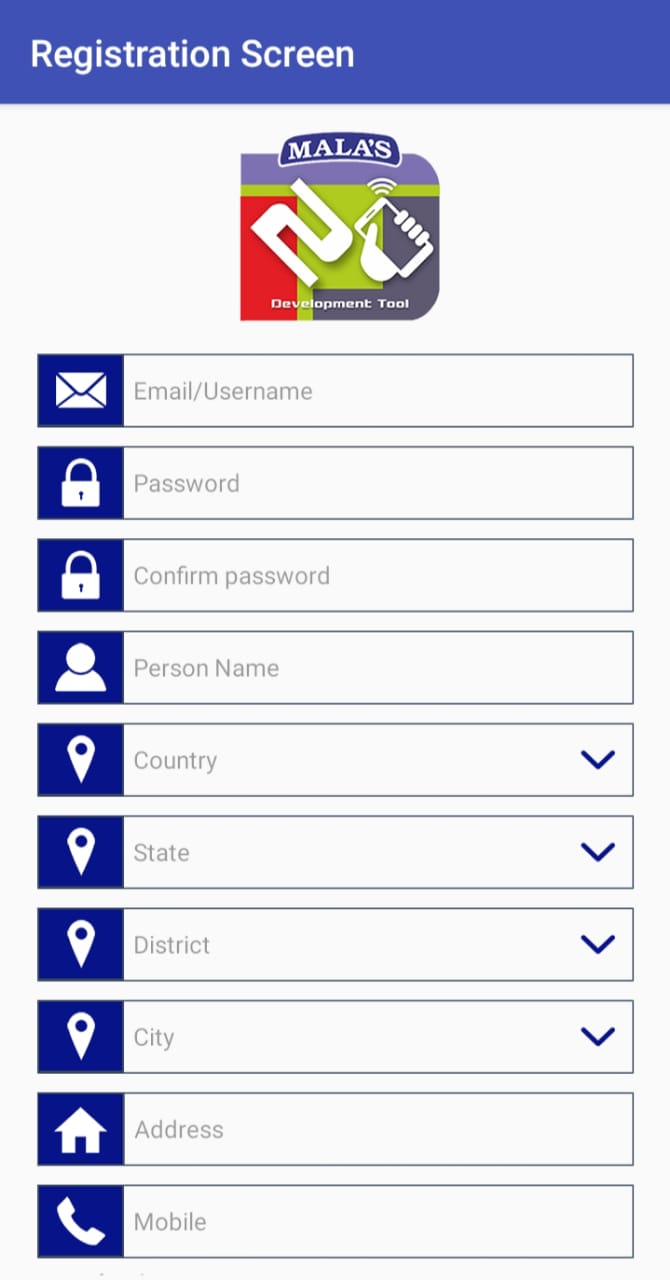 Registration Screen
MALA'S
Development Tool
Email/Username
Password
Confirm password
Person Name
Country
State
District
City
Address
Mobile